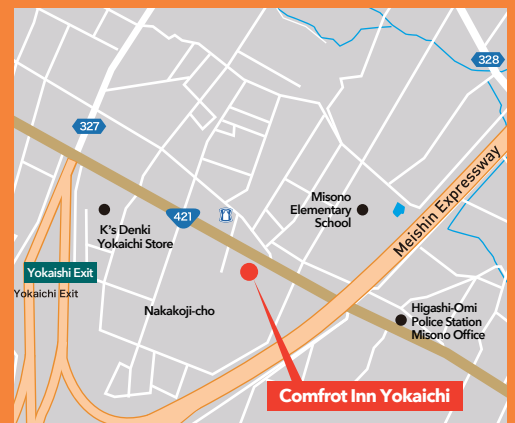 328
327
Misono
Elementary
School
421
K's Denki
Yokaichi Store
Meishin Expressway
Yokaishi Exit
Yokaichi Exit
Nakakoji-cho
Higashi-Omi
Police Station
Misono Office
Comfrot Inn Yokaichi